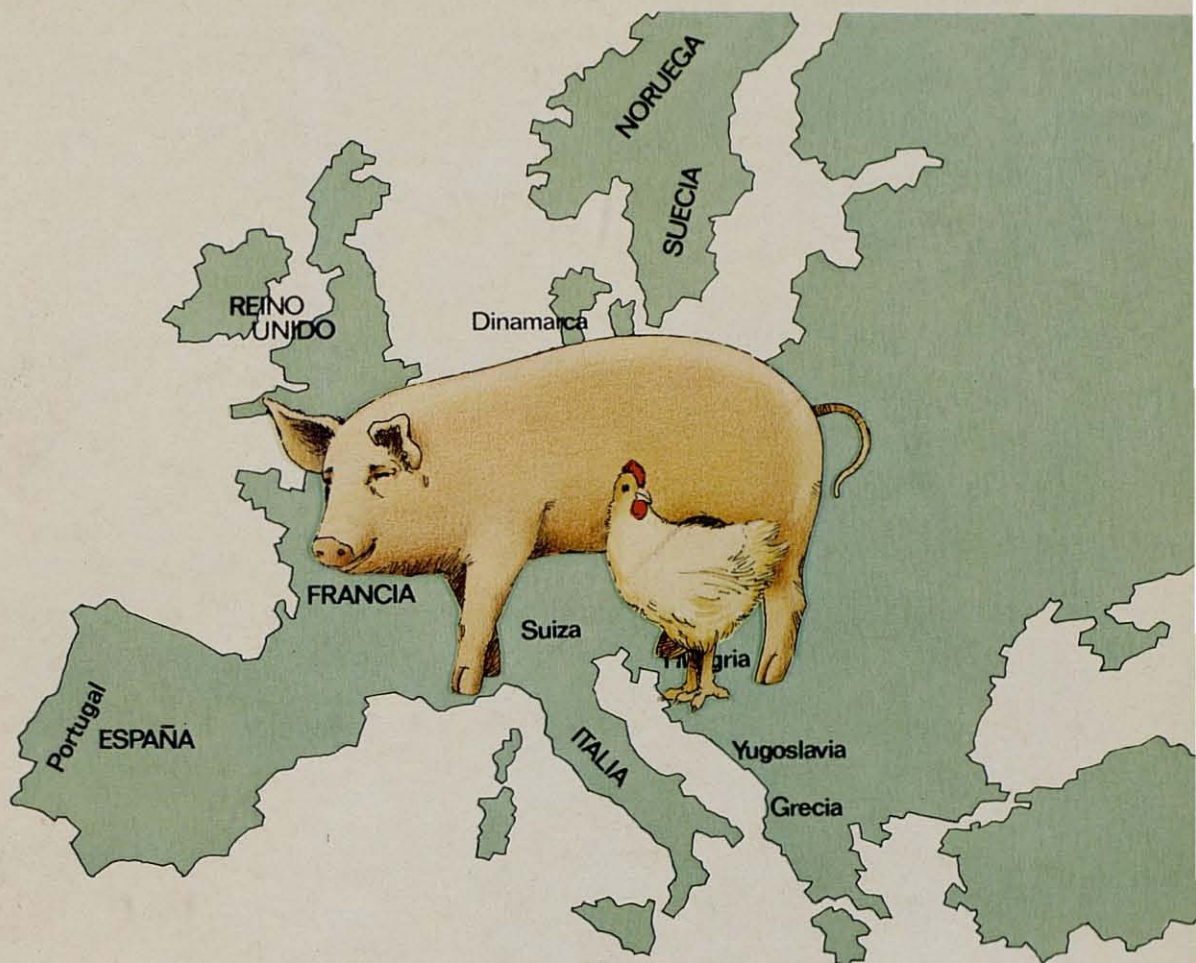 NORUEGA
SUECIA
REINO
UNIDO
Dinamarca
FRANCIA
Suiza
Portugal
ESPAÑA
ITALIA
Yugoslavia
Grecia